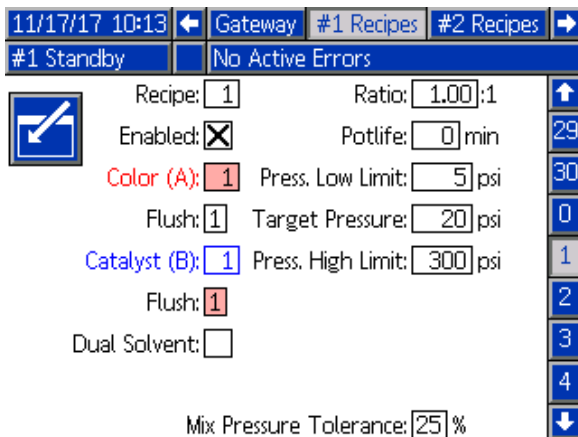 11/17/17 10:13 Gateway #1 Recipes #2 Recipes
#1 Standby No Active Errors
Recipe: 1 Ratio: 1.00 :1
Enabled: X Potlife: 0 min
Color (A): 1 Press. Low Limit: 5 psi
Flush: 1 Target Pressure: 20 psi
Catalyst (B): 1 Press. High Limit: 300 psi
Flush: 1
Dual Solvent:
Mix Pressure Tolerance: 25 %
29
30
0
1
2
3
4